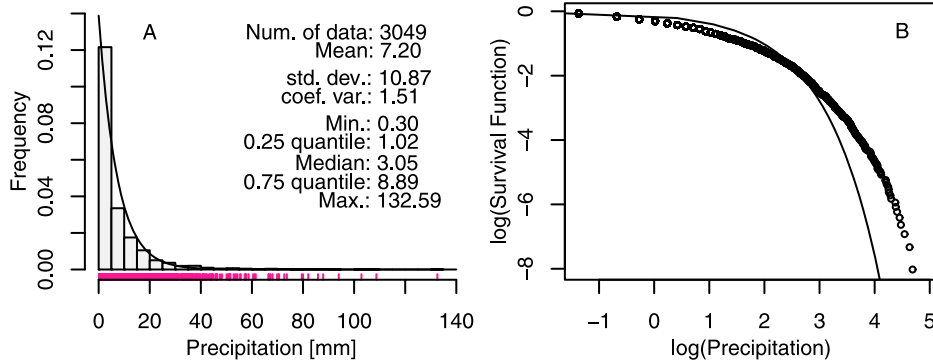 A
Num. of data: 3049
Mean: 7.20
std. dev.: 10.87
coef. var.: 1.51
Min.: 0.30
0.25 quantile: 1.02
Median: 3.05
0.75 quantile: 8.89
Max.: 132.59
Frequency
0.12
0.08
0.04
0.00
0 20 40 60 80 100 140
Precipitation [mm]
B
log(Survival Function)
0
−2
−4
−6
−8
−1 0 1 2 3 4 5
log(Precipitation)